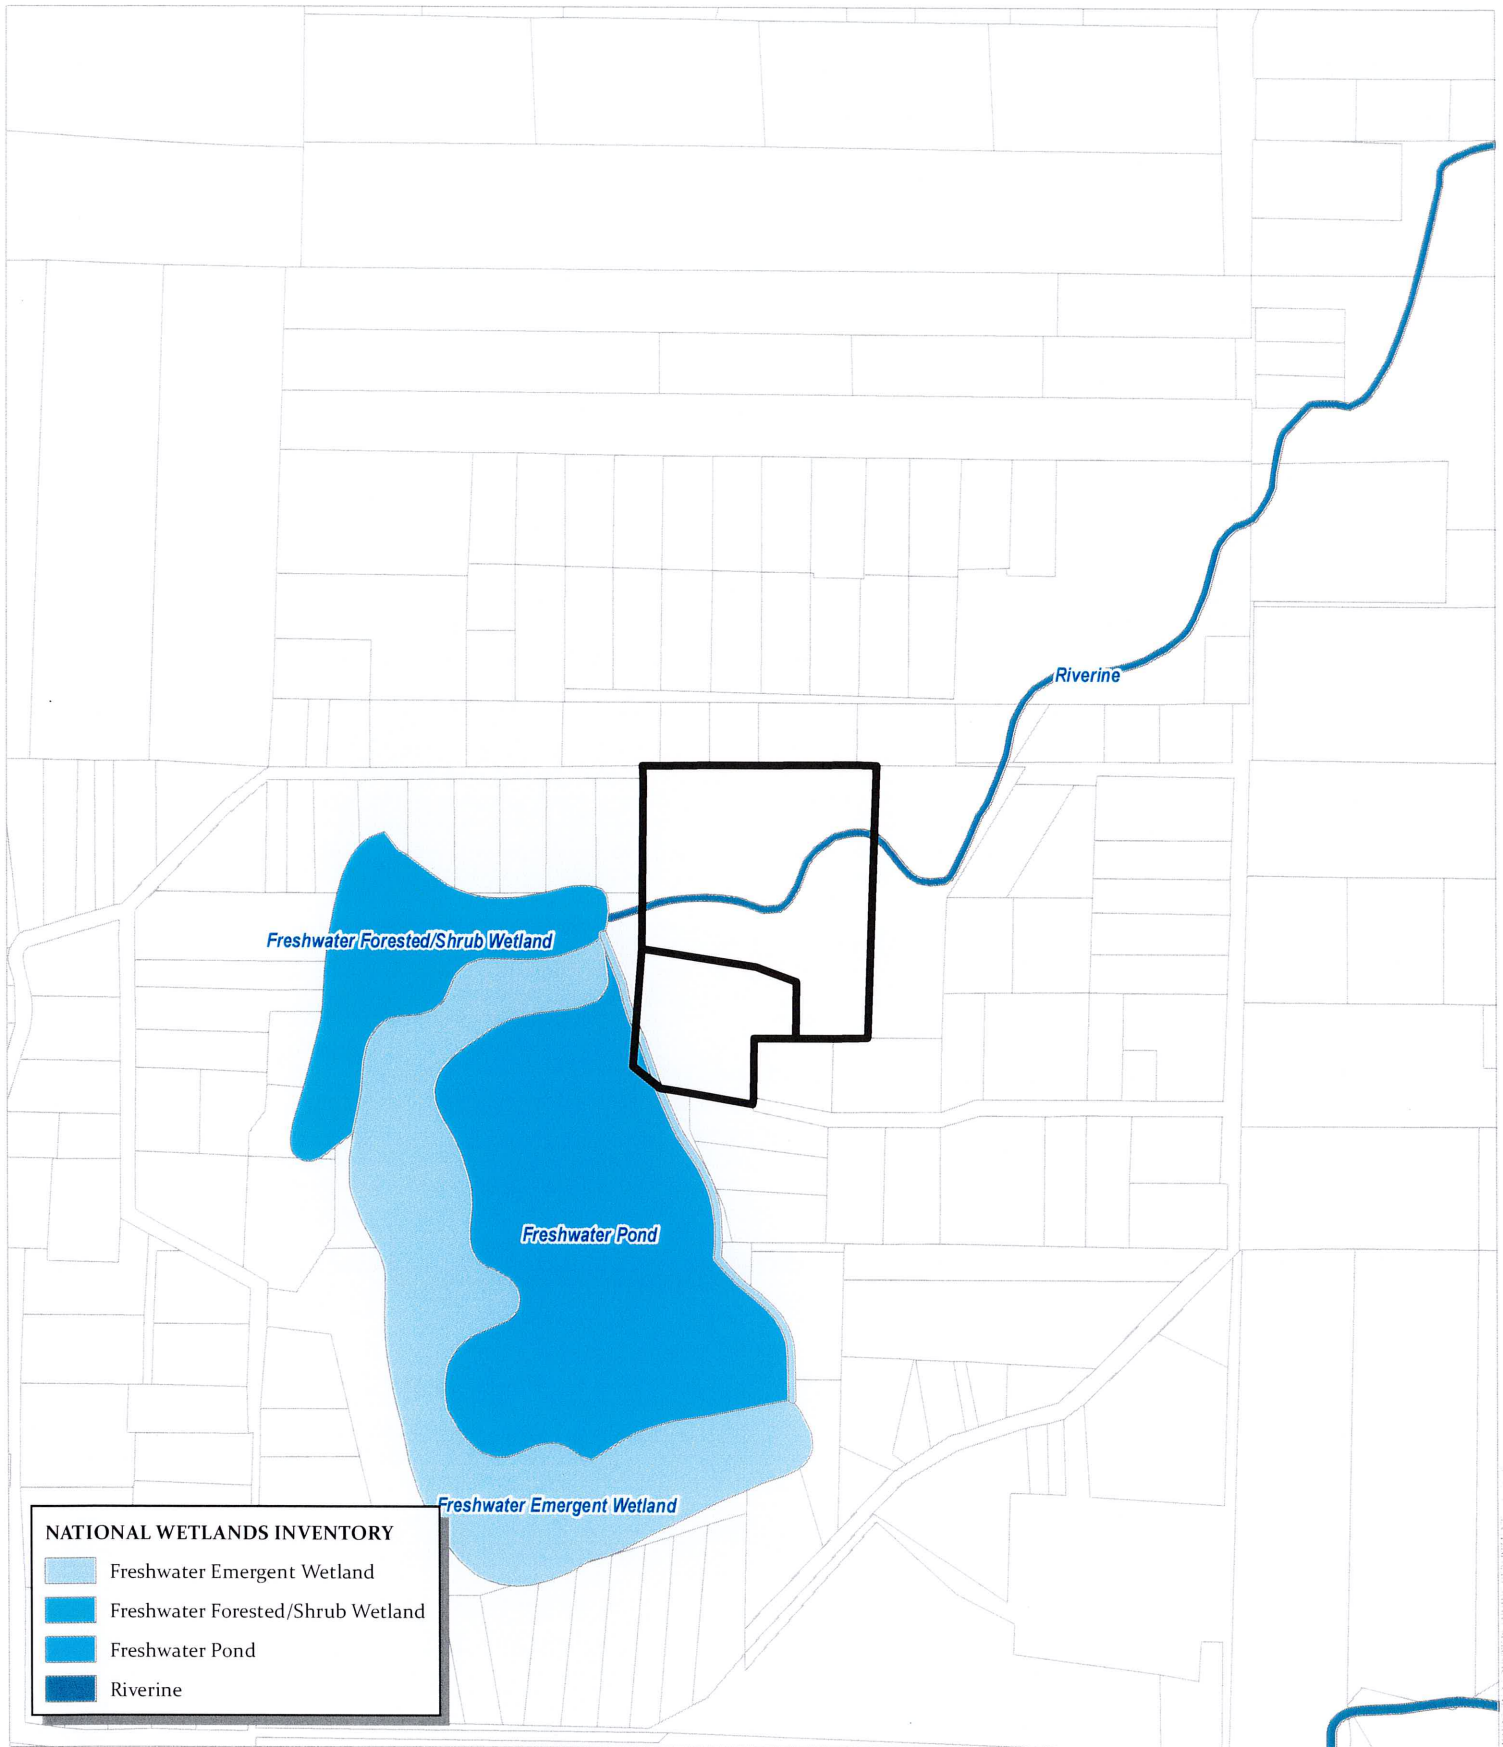 Riverine
Freshwater Forested/Shrub Wetland
Freshwater Pond
Freshwater Emergent Wetland
NATIONAL WETLANDS INVENTORY
Freshwater Emergent Wetland
Freshwater Forested/Shrub Wetland
Freshwater Pond
Riverine